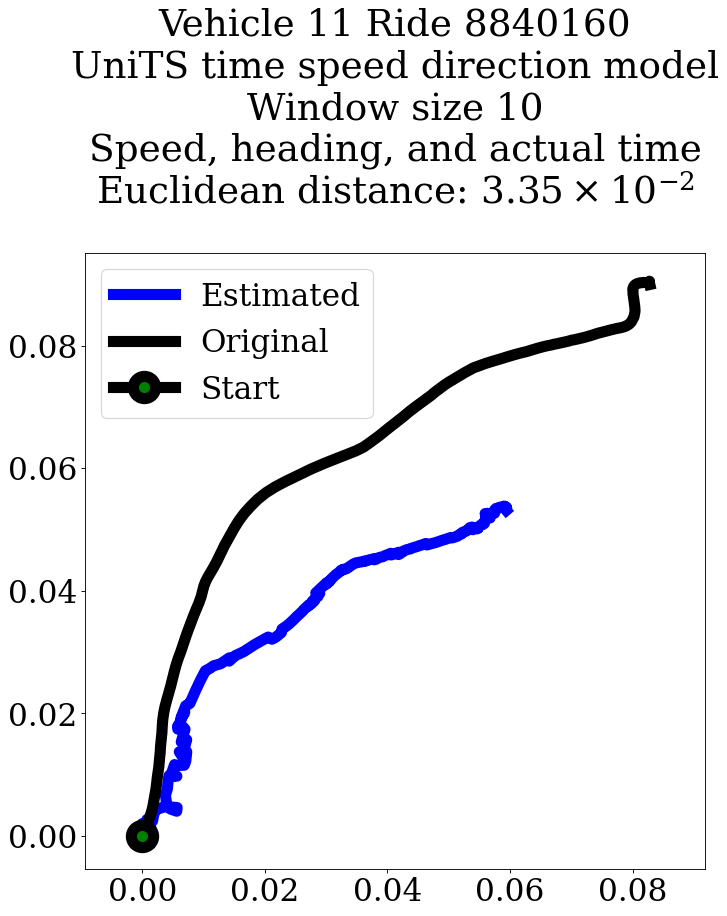 Vehicle 11 Ride 8840160
UniTS time speed direction model
Window size 10
Speed, heading, and actual time
Euclidean distance: 3.35 × 10⁻²
Estimated
Original
Start
0.08
0.06
0.04
0.02
0.00
0.00 0.02 0.04 0.06 0.08